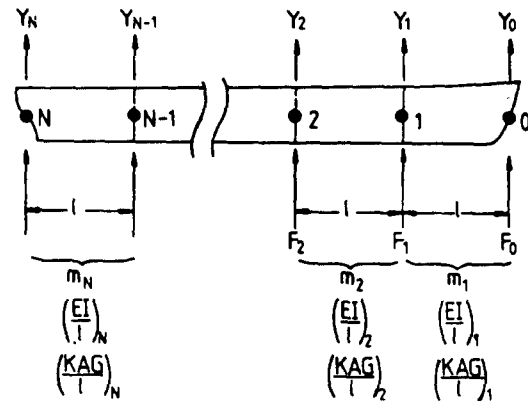 Y_N Y_{N-1} Y_2 Y_1 Y_0
N N-1 2 1 0
l l l
F_2 F_1 F_0
m_N m_2 m_1
(EI/l)_N (EI/l)_2 (EI/l)_1
(KAG/l)_N (KAG/l)_2 (KAG/l)_1